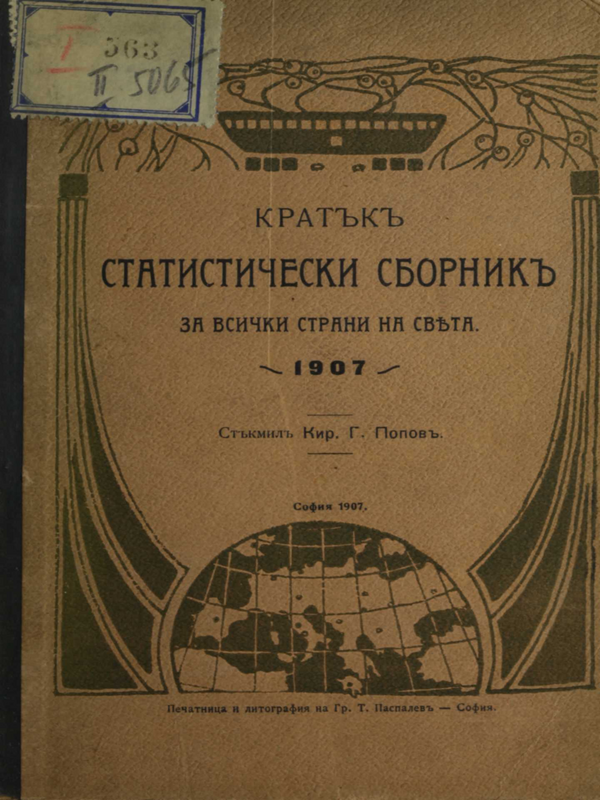 I 563
II 5065
КРАТЪКЪ
СТАТИСТИЧЕСКИ СБОРНИКЪ
ЗА ВСИЧКИ СТРАНИ НА СВѢТА.
1907
Стъкмилъ Кир. Г. Поповъ.
София 1907.
Печатница и литография на Гр. Т. Паспалевъ — София.